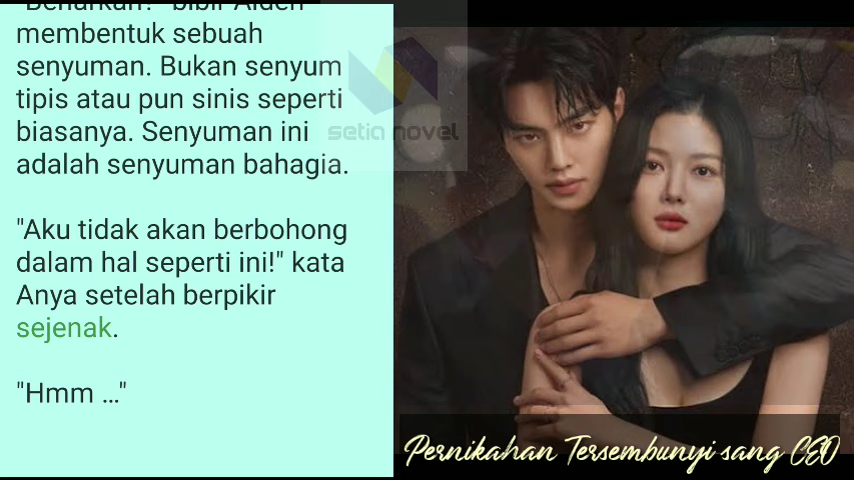 membentuk sebuah
senyuman. Bukan senyum
tipis atau pun sinis seperti
biasanya. Senyuman ini
adalah senyuman bahagia.
"Aku tidak akan berbohong
dalam hal seperti ini!" kata
Anya setelah berpikir
sejenak.
"Hmm ..."
setia novel
Pernikahan Tersembunyi sang CEO